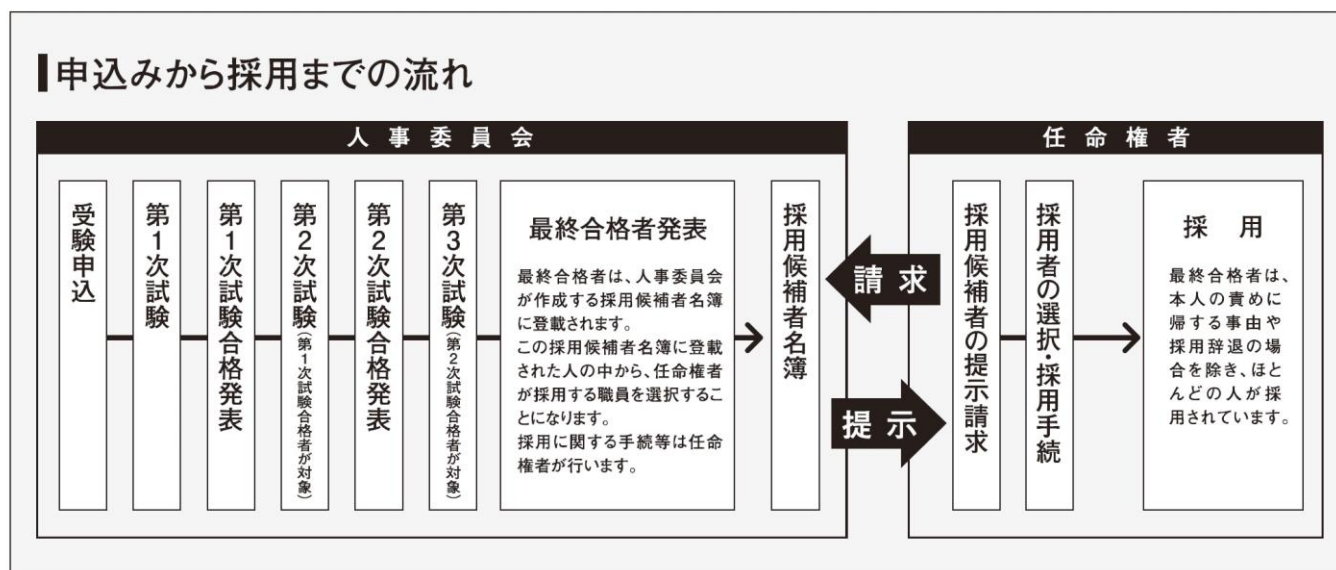 申込みから採用までの流れ
人事委員会
受験申込
第1次試験
第1次試験合格発表
第2次試験(第1次試験合格者が対象)
第2次試験合格発表
第3次試験(第2次試験合格者が対象)
最終合格者発表
最終合格者は、人事委員会
が作成する採用候補者名簿
に登載されます。
この採用候補者名簿に登載
された人の中から、任命権者
が採用する職員を選択するこ
とになります。
採用に関する手続等は任命
権者が行います。
採用候補者名簿
請求
提示
任命権者
採用候補者の提示請求
採用者の選択・採用手続
採用
最終合格者は、
本人の責めに
帰する事由や
採用辞退の場
合を除き、ほと
んどの人が採
用されています。